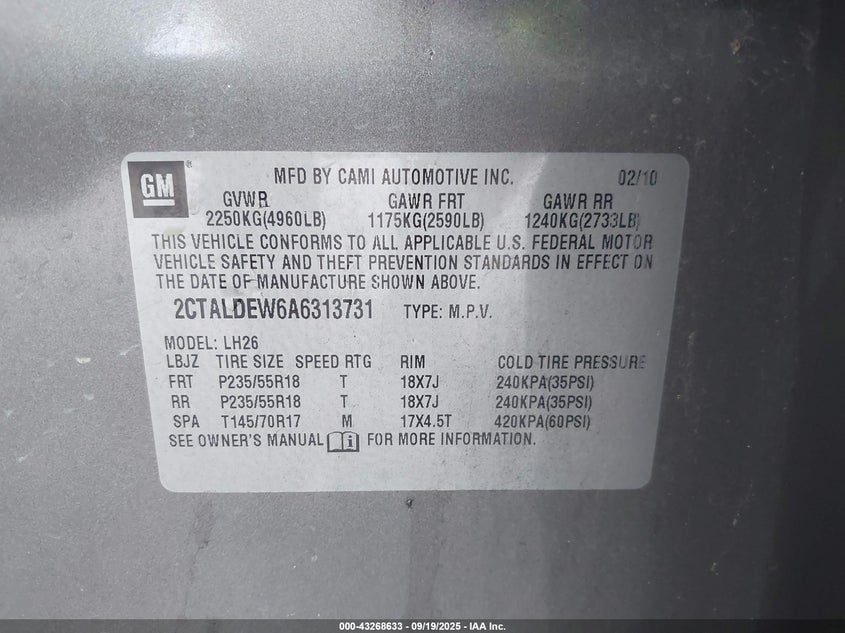 GM
MFD BY CAMI AUTOMOTIVE INC. 02/10
GVWR GAWR FRT GAWR RR
2250KG(4960LB) 1175KG(2590LB) 1240KG(2733LB)
THIS VEHICLE CONFORMS TO ALL APPLICABLE U.S. FEDERAL MOTOR
VEHICLE SAFETY AND THEFT PREVENTION STANDARDS IN EFFECT ON
THE DATE OF MANUFACTURE SHOWN ABOVE.
2CTALDEW6A6313731 TYPE: M.P.V.
MODEL: LH26
LBJZ TIRE SIZE SPEED RTG RIM COLD TIRE PRESSURE
FRT P235/55R18 T 18X7J 240KPA(35PSI)
RR P235/55R18 T 18X7J 240KPA(35PSI)
SPA T145/70R17 M 17X4.5T 420KPA(60PSI)
SEE OWNER'S MANUAL FOR MORE INFORMATION.
000-43268633 - 09/19/2025 - IAA Inc.